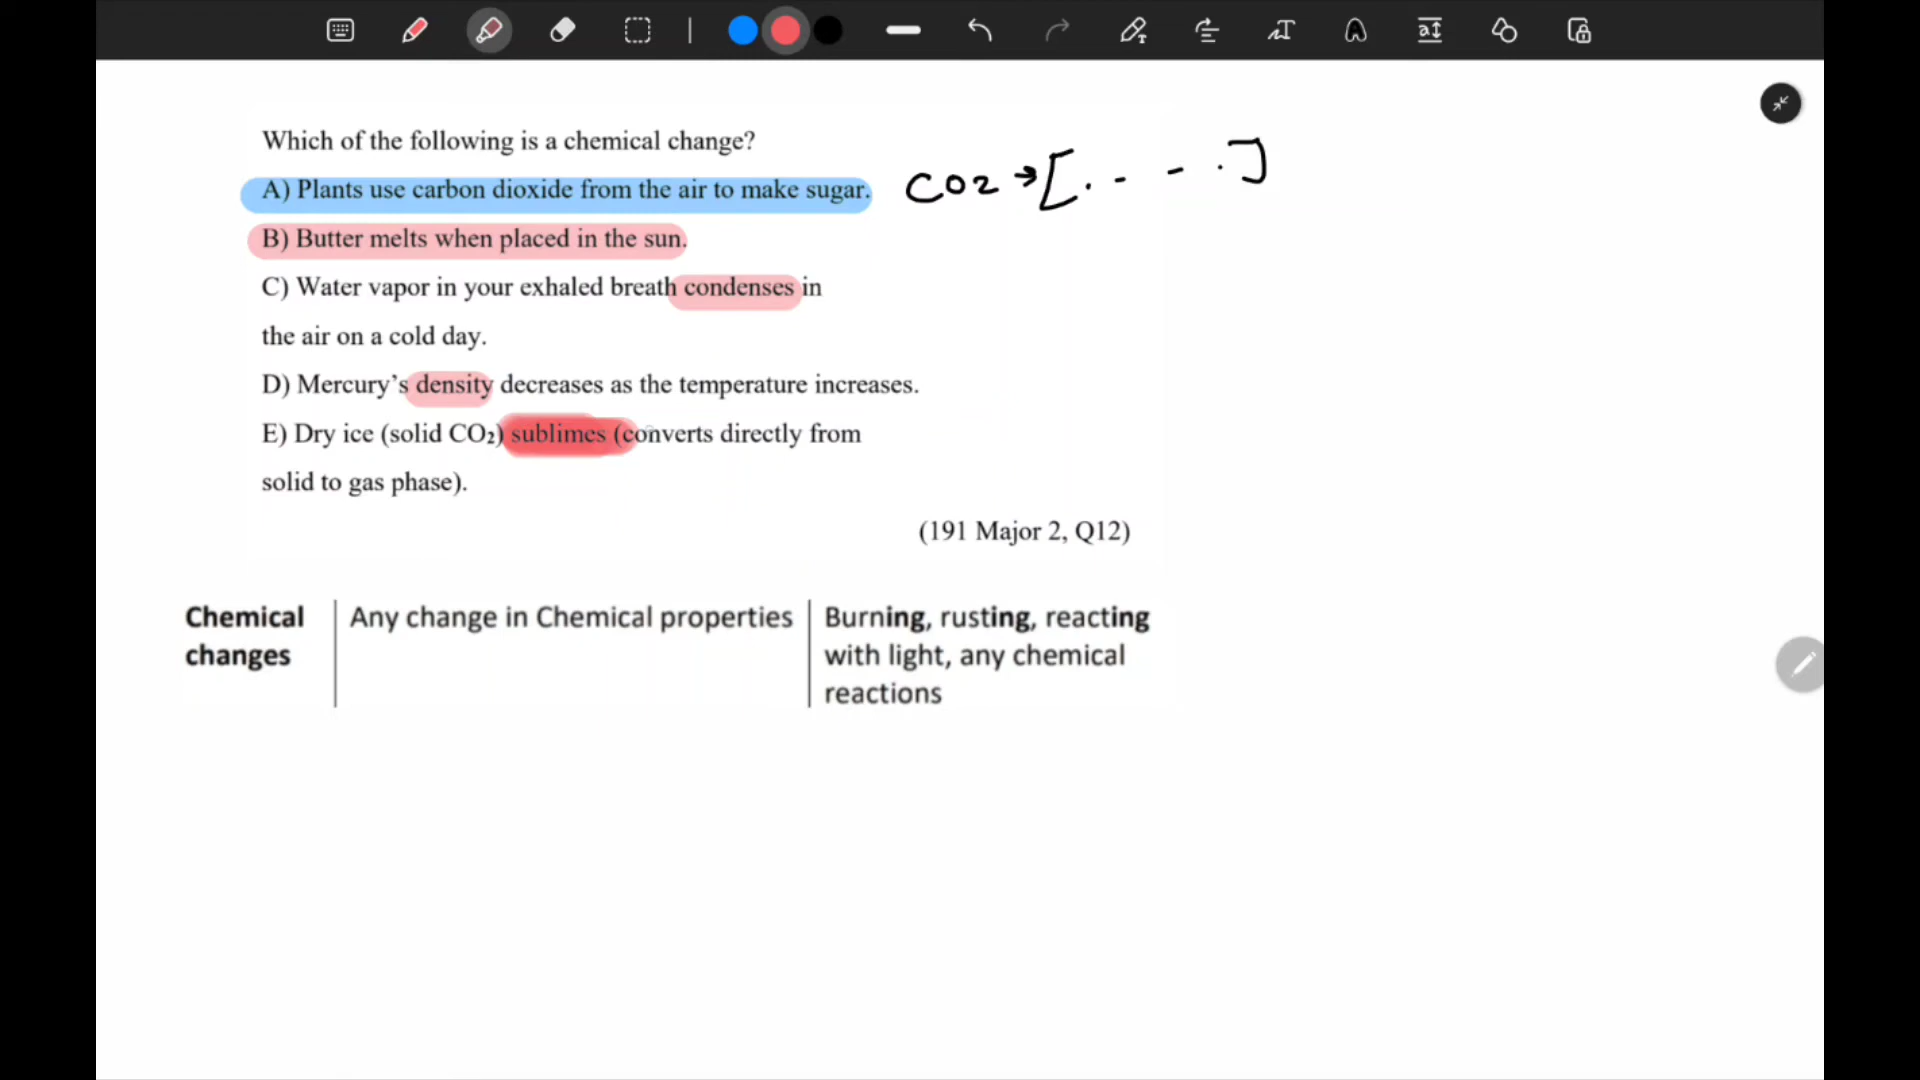 Which of the following is a chemical change?
A) Plants use carbon dioxide from the air to make sugar.
CO2 → [. - - .]
B) Butter melts when placed in the sun.
C) Water vapor in your exhaled breath condenses in
the air on a cold day.
D) Mercury’s density decreases as the temperature increases.
E) Dry ice (solid CO₂) sublimes (converts directly from
solid to gas phase).
(191 Major 2, Q12)
Chemical changes
Any change in Chemical properties
Burning, rusting, reacting
with light, any chemical
reactions